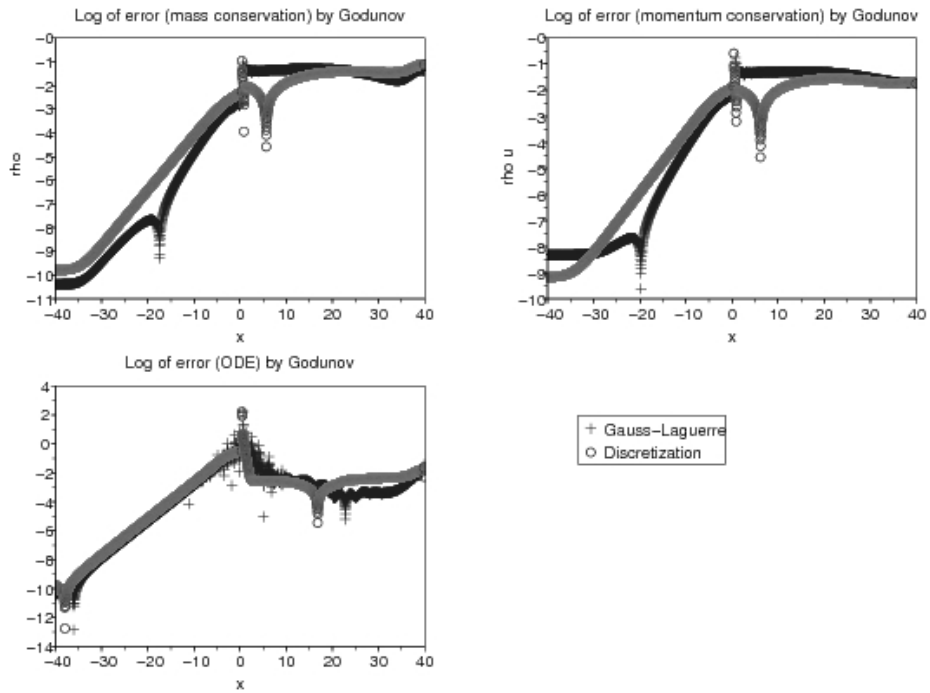 Log of error (mass conservation) by Godunov
Log of error (momentum conservation) by Godunov
−0
−1
−2
−3
−4
−5
−6
−7
−8
−9
−10
−11
rho
−40 −30 −20 −10 0 10 20 30 40
x
−0
−1
−2
−3
−4
−5
−6
−7
−8
−9
−10
rho u
−40 −30 −20 −10 0 10 20 30 40
x
Log of error (ODE) by Godunov
4
2
0
−2
−4
−6
−8
−10
−12
−14
−40 −30 −20 −10 0 10 20 30 40
x
+ Gauss−Laguerre
o Discretization